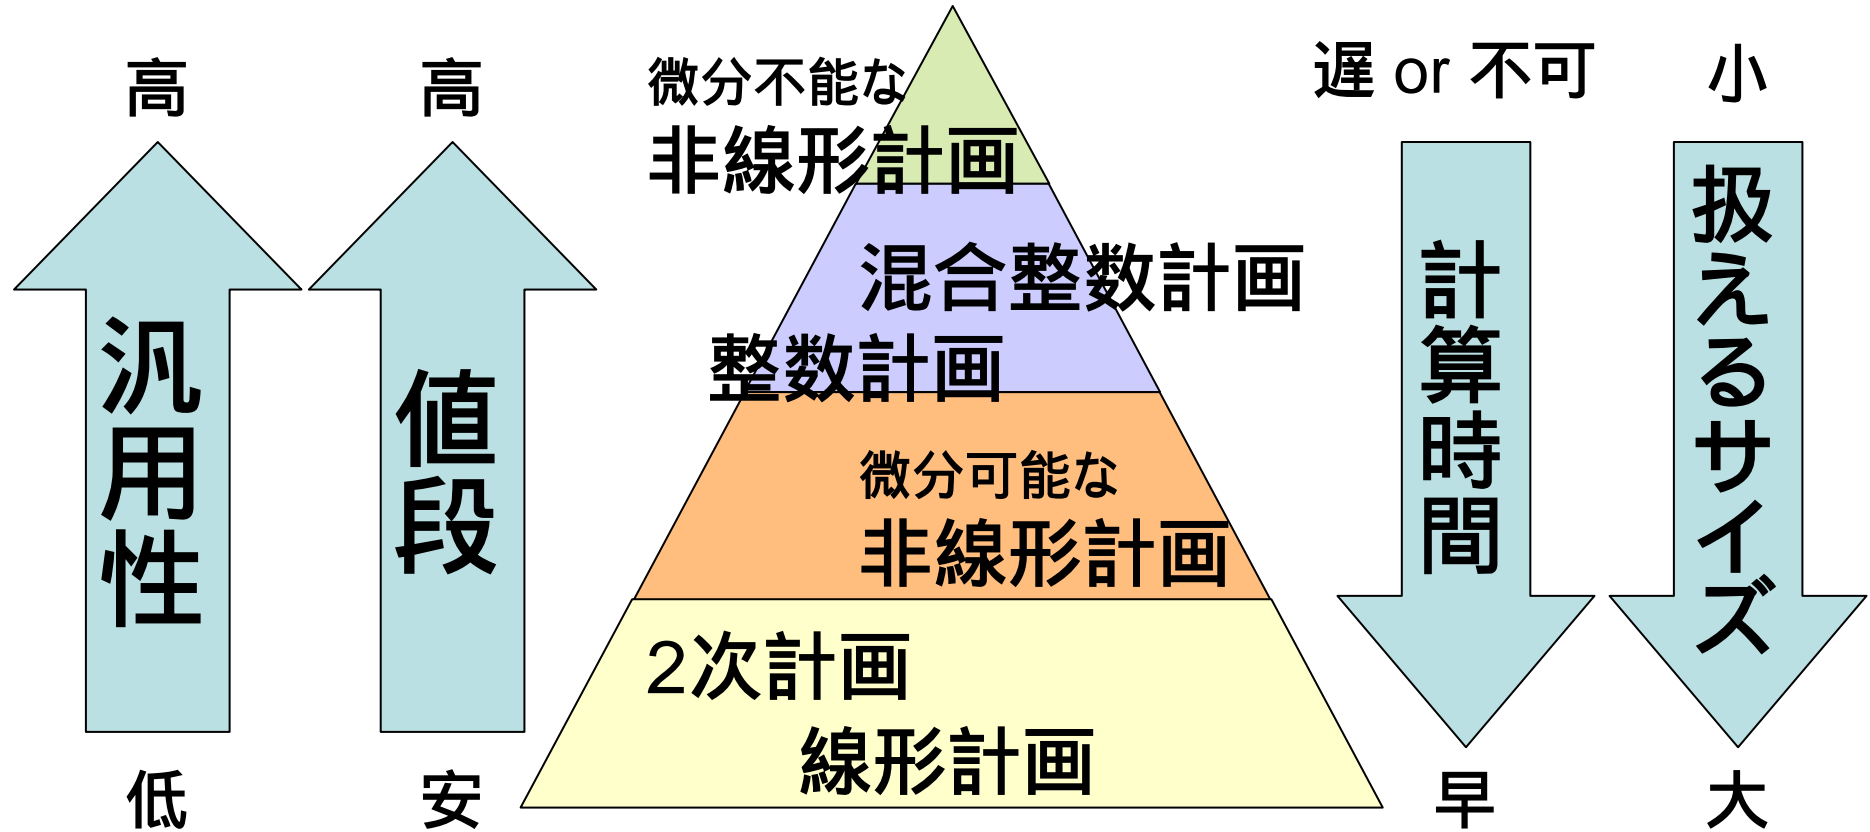 高
高
微分不能な
非線形計画
遅 or 不可
小
混合整数計画
整数計画
微分可能な
非線形計画
2次計画
線形計画
汎用性
値段
計算時間
扱えるサイズ
低
安
早
大